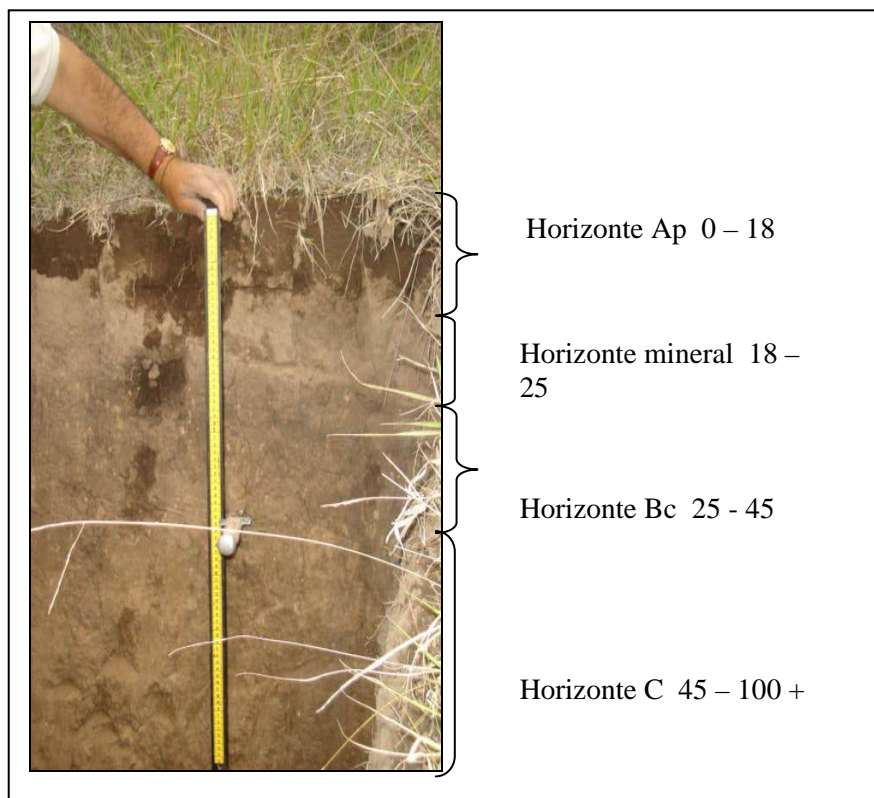 Horizonte Ap 0 – 18
Horizonte mineral 18 –
25
Horizonte Bc 25 - 45
Horizonte C 45 – 100 +